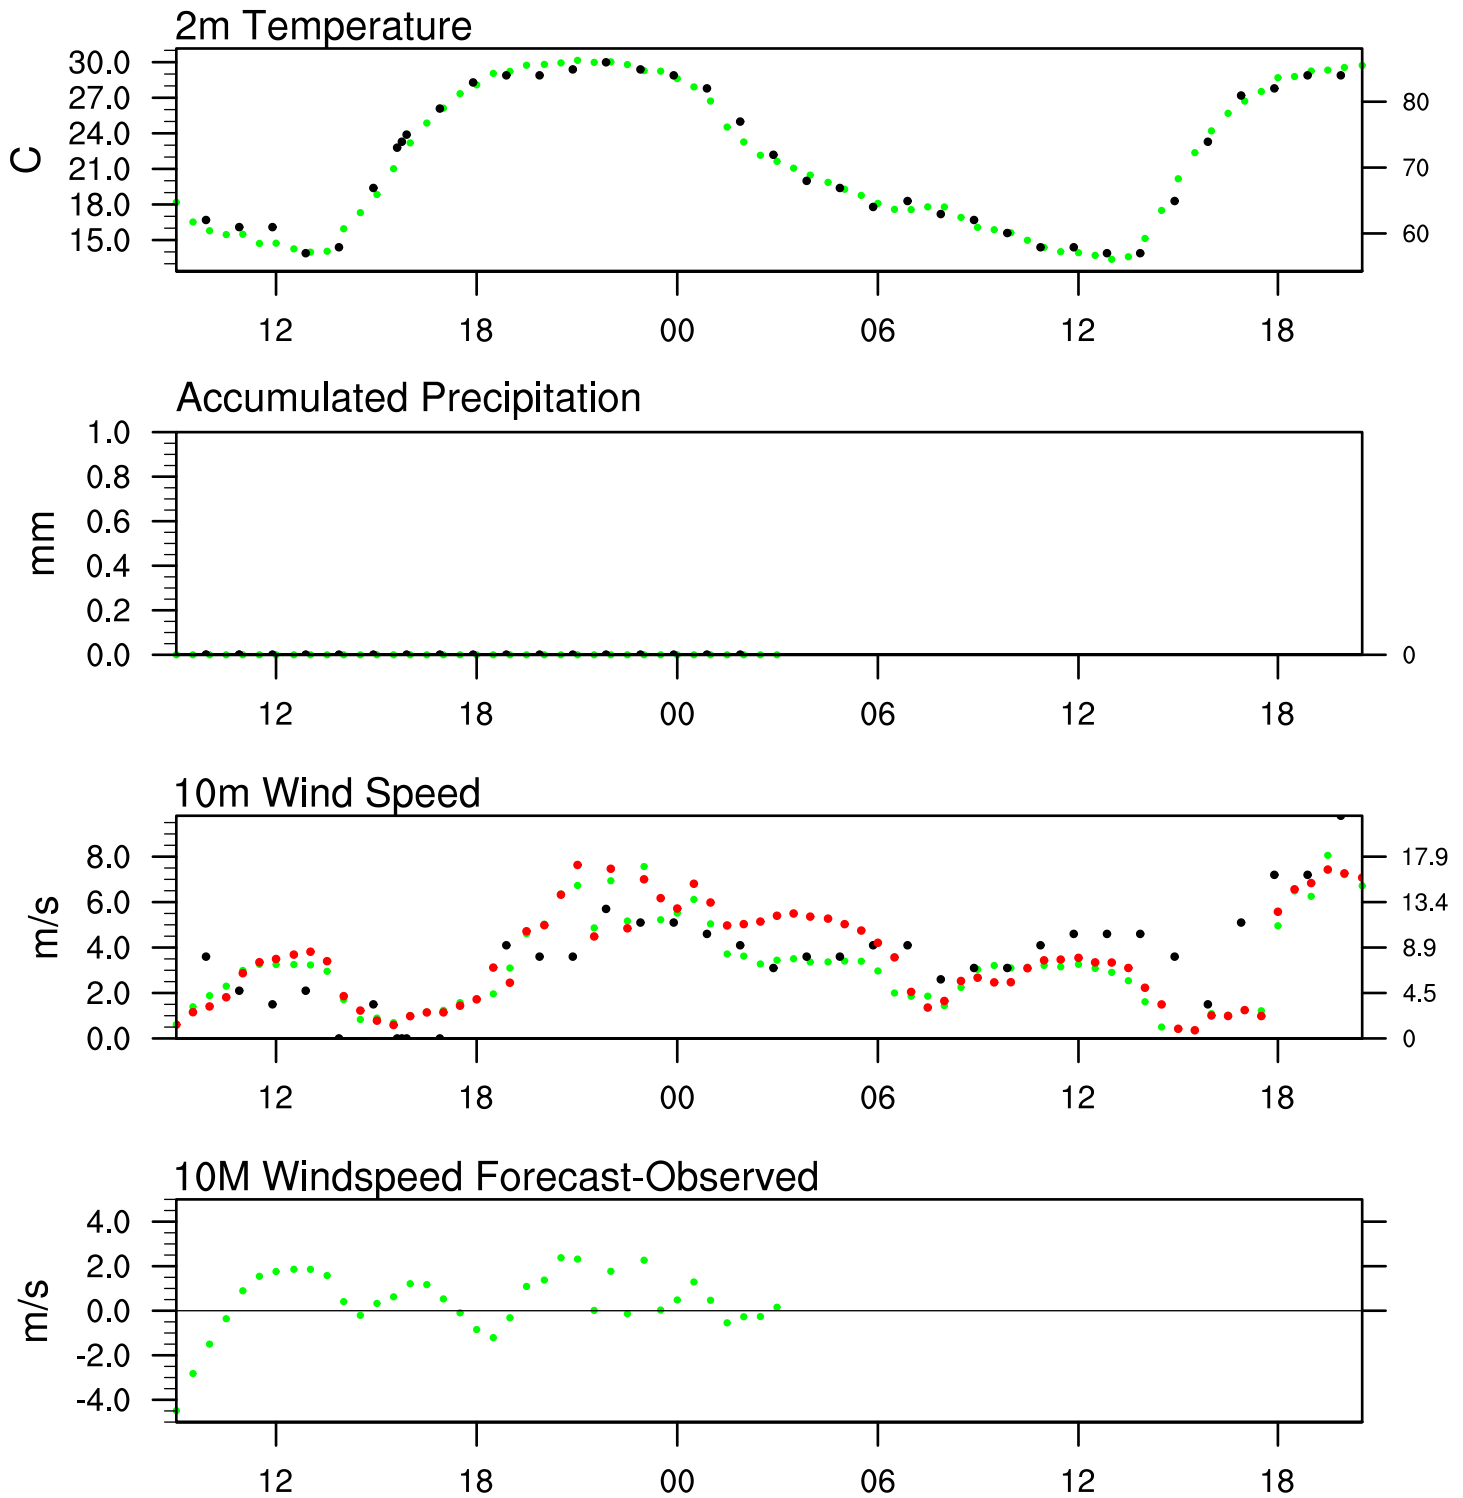 2m Temperature
30.0
27.0
24.0
21.0
18.0
15.0
C
80
70
60
12 18 00 06 12 18
Accumulated Precipitation
1.0
0.8
0.6
0.4
0.2
0.0
mm
0
12 18 00 06 12 18
10m Wind Speed
8.0
6.0
4.0
2.0
0.0
m/s
17.9
13.4
8.9
4.5
0
12 18 00 06 12 18
10M Windspeed Forecast-Observed
4.0
2.0
0.0
-2.0
-4.0
m/s
12 18 00 06 12 18